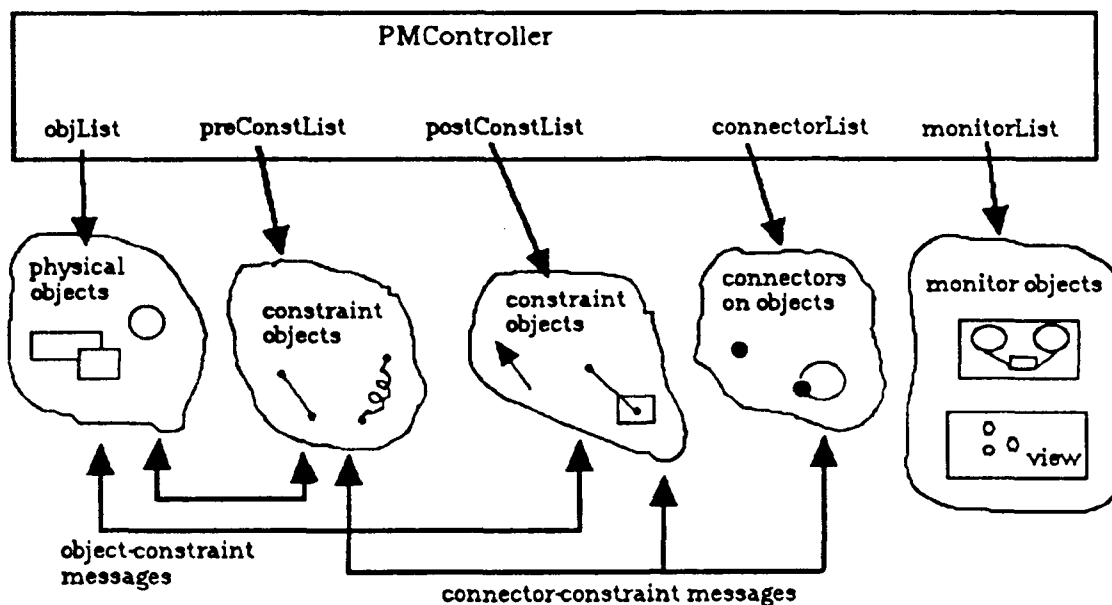 PMController
objList
preConstList
postConstList
connectorList
monitorList
physical
objects
constraint
objects
constraint
objects
connectors
on objects
monitor objects
view
object-constraint
messages
connector-constraint messages